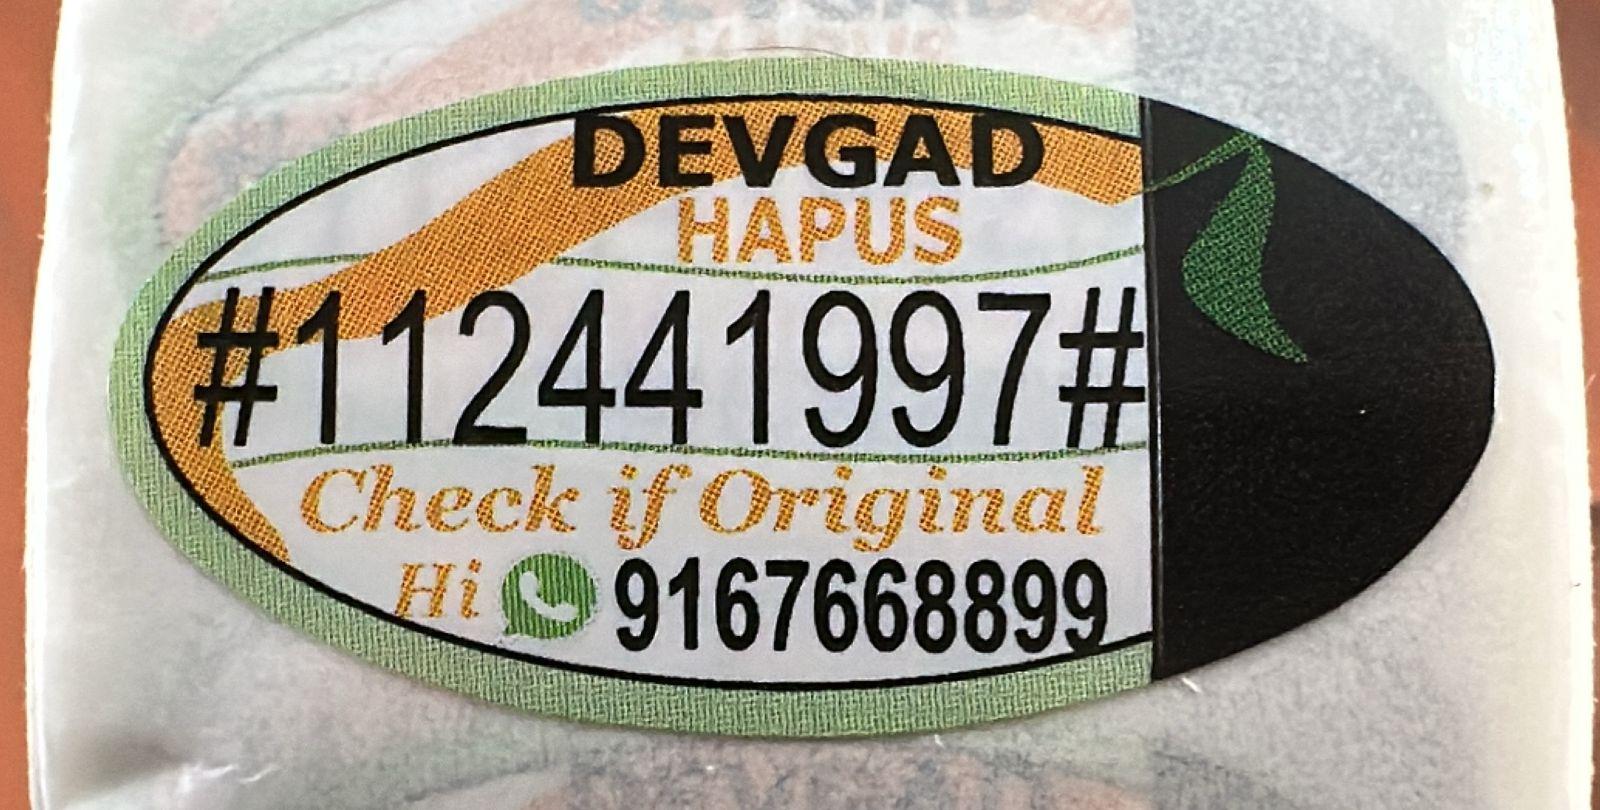 DEVGAD
HAPUS
#112441997#
Check if Original
Hi 9167668899